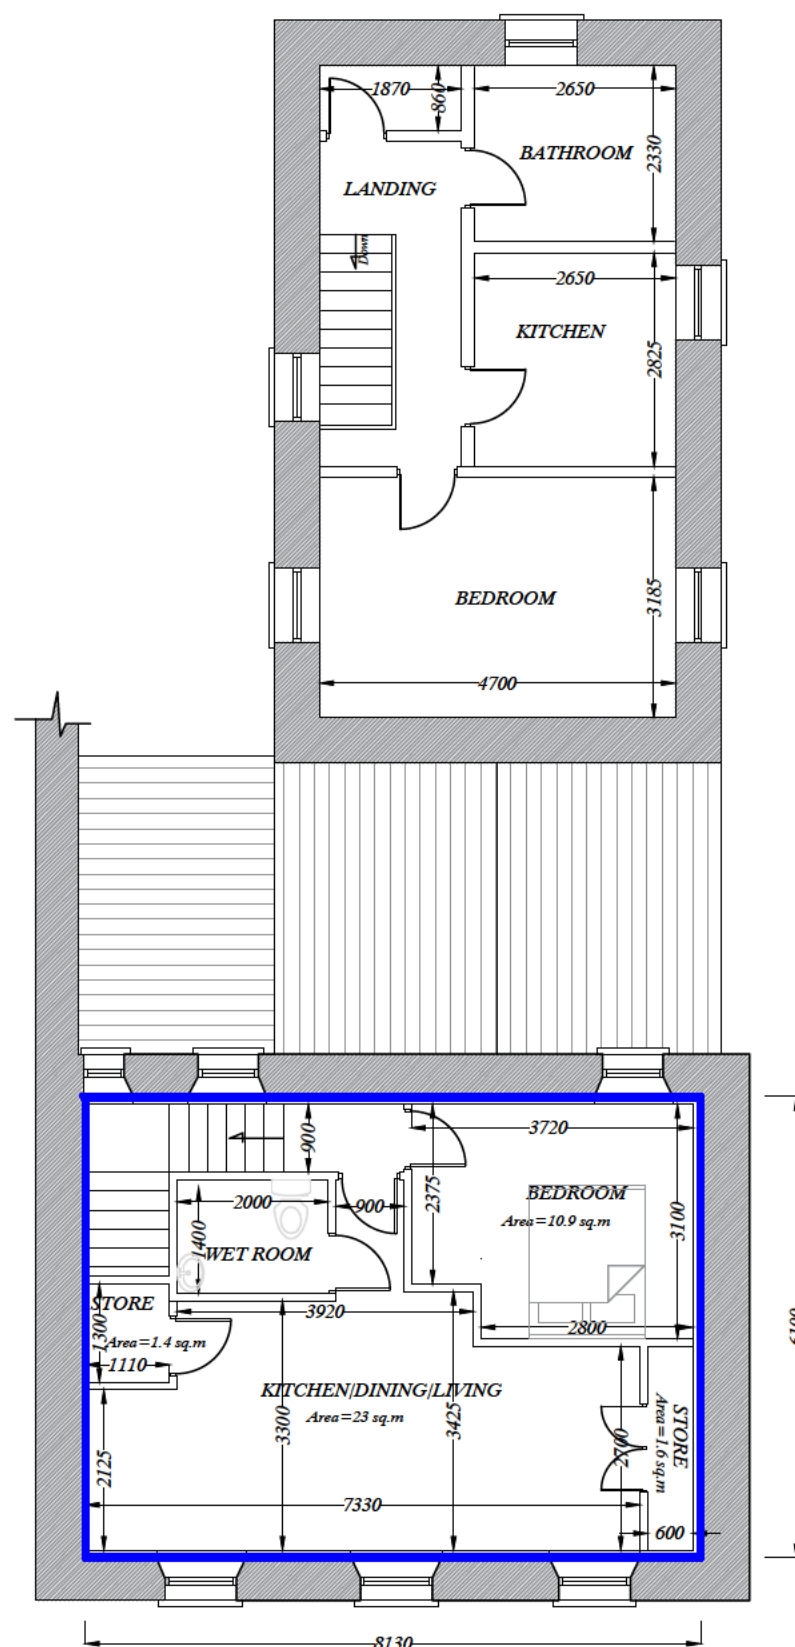 1870
860
2650
BATHROOM
2330
LANDING
Down
2650
KITCHEN
2825
BEDROOM
3185
4700
900
3720
2375
BEDROOM
Area=10.9 sq.m
3100
2000
900
1400
WET ROOM
STORE
1300
Area=1.4 sq.m
1110
3920
2800
KITCHEN/DINING/LIVING
Area=23 sq.m
3300
3425
2125
2700
STORE
Area=1.6 sq.m
7330
600
6100
8130